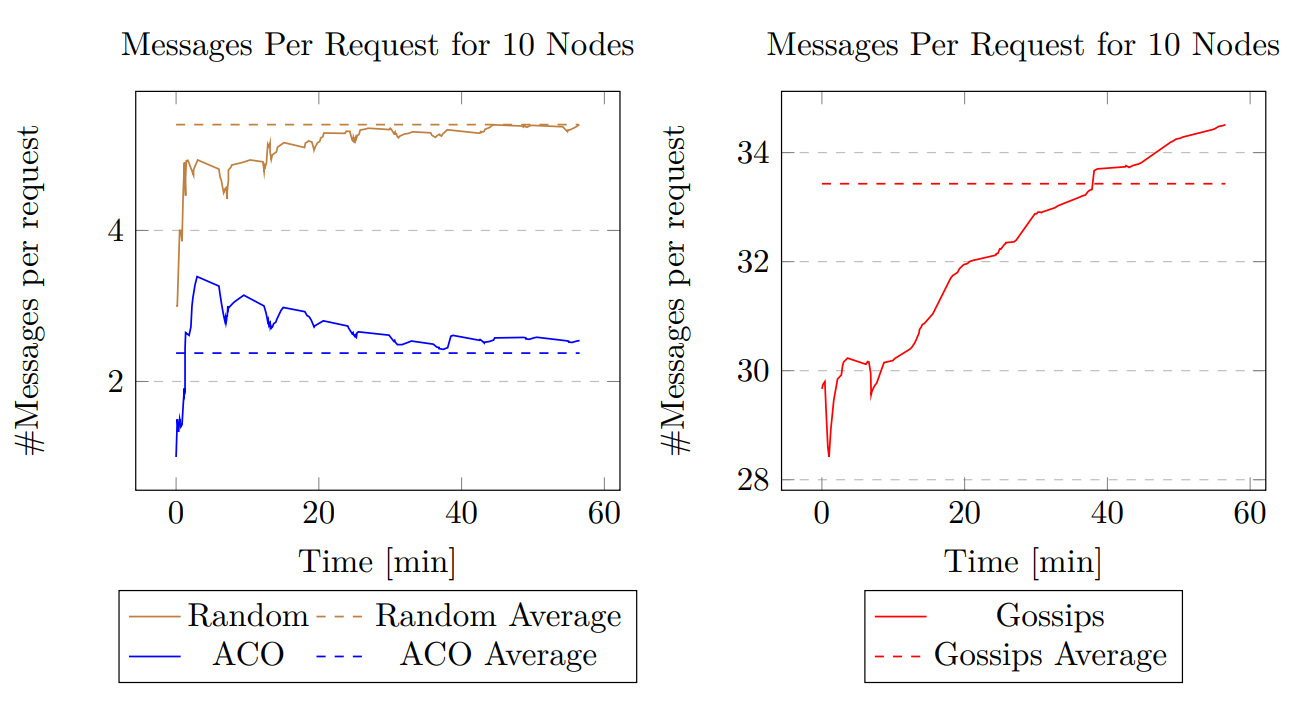 Messages Per Request for 10 Nodes
#Messages per request
4
2
0 20 40 60
Time [min]
Random Random Average
ACO ACO Average
Messages Per Request for 10 Nodes
#Messages per request
34
32
30
28
0 20 40 60
Time [min]
Gossips
Gossips Average